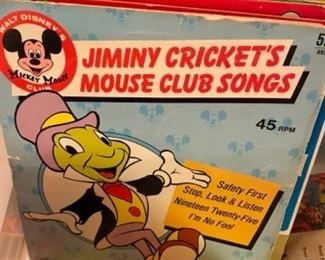 WALT DISNEY'S
Mickey Mouse
CLUB
JIMINY CRICKET'S
MOUSE CLUB SONGS
45 RPM
Safety First
Stop, Look & Listen
Nineteen Twenty-Five
I'm No Fool